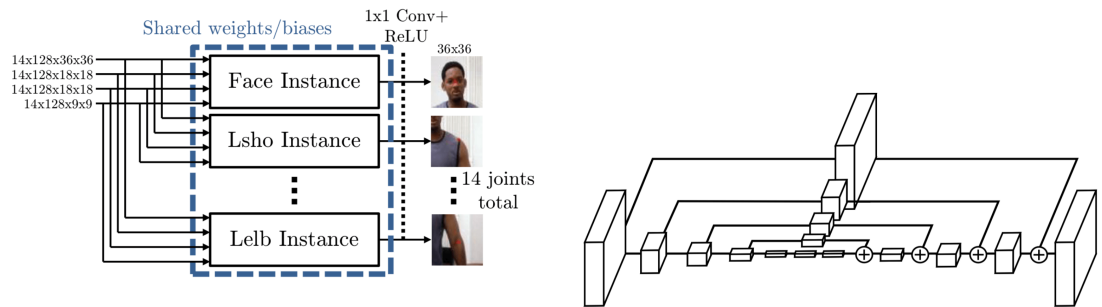 Shared weights/biases
1x1 Conv+
ReLU
36x36
14x128x36x36
14x128x18x18
14x128x18x18
14x128x9x9
Face Instance
Lsho Instance
14 joints
total
Lelb Instance